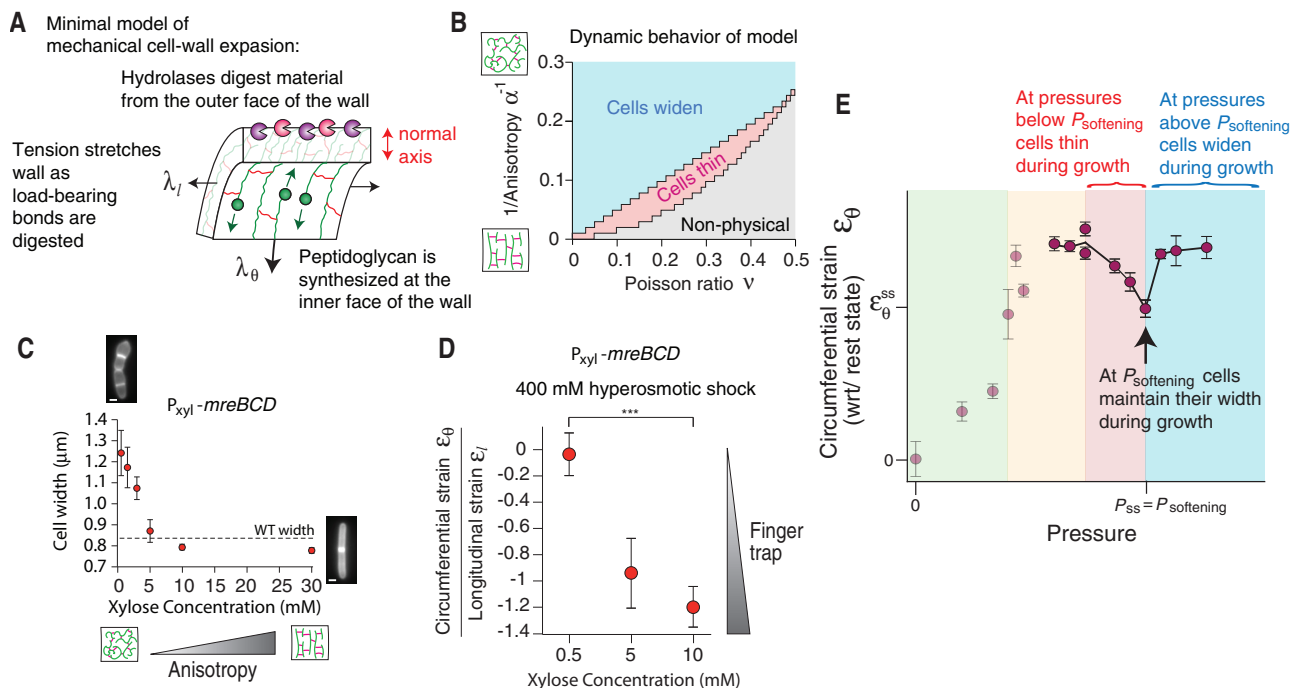 A
Minimal model of
mechanical cell-wall expasion:
Hydrolases digest material
from the outer face of the wall
normal
axis
Tension stretches
wall as
load-bearing
bonds are
digested
λl
λθ
Peptidoglycan is
synthesized at the
inner face of the wall
B
Dynamic behavior of model
1/Anisotropy α-1
0.3
0.2
0.1
0
Cells widen
Cells thin
Non-physical
0 0.1 0.2 0.3 0.4 0.5
Poisson ratio ν
C
Pxyl-mreBCD
Cell width (μm)
1.4
1.3
1.2
1.1
1.0
0.9
0.8
0.7
WT width
0 5 10 15 20 25 30
Xylose Concentration (mM)
Anisotropy
D
Pxyl-mreBCD
400 mM hyperosmotic shock
***
Circumferential strain εθ
Longitudinal strain εl
0
-0.2
-0.4
-0.6
-0.8
-1
-1.2
-1.4
Finger
trap
0.5 5 10
Xylose Concentration (mM)
E
At pressures
below Psoftening
cells thin
during growth
At pressures
above Psoftening
cells widen
during growth
Circumferential strain εθ
(wrt/ rest state)
εθss
0
At Psoftening cells
maintain their width
during growth
0
Pss=Psoftening
Pressure